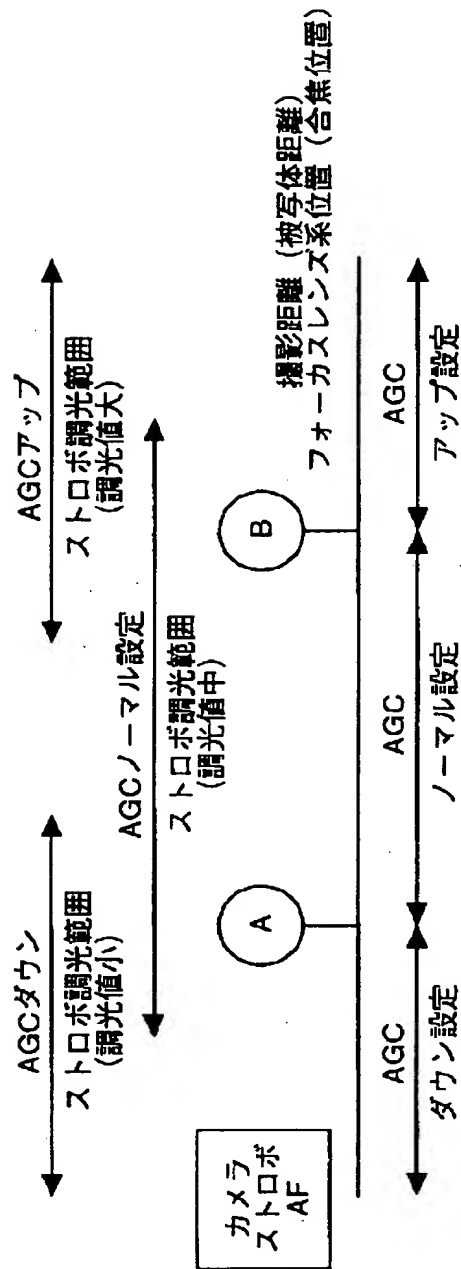 AGCダウン
ストロボ調光範囲
(調光値小)
AGCアップ
ストロボ調光範囲
(調光値大)
AGCノーマル設定
ストロボ調光範囲
(調光値中)
カメラ
ストロボ
AF
A
B
撮影距離(被写体距離)
フォーカスレンズ系位置(合焦位置)
AGC
ダウン設定
AGC
ノーマル設定
AGC
アップ設定